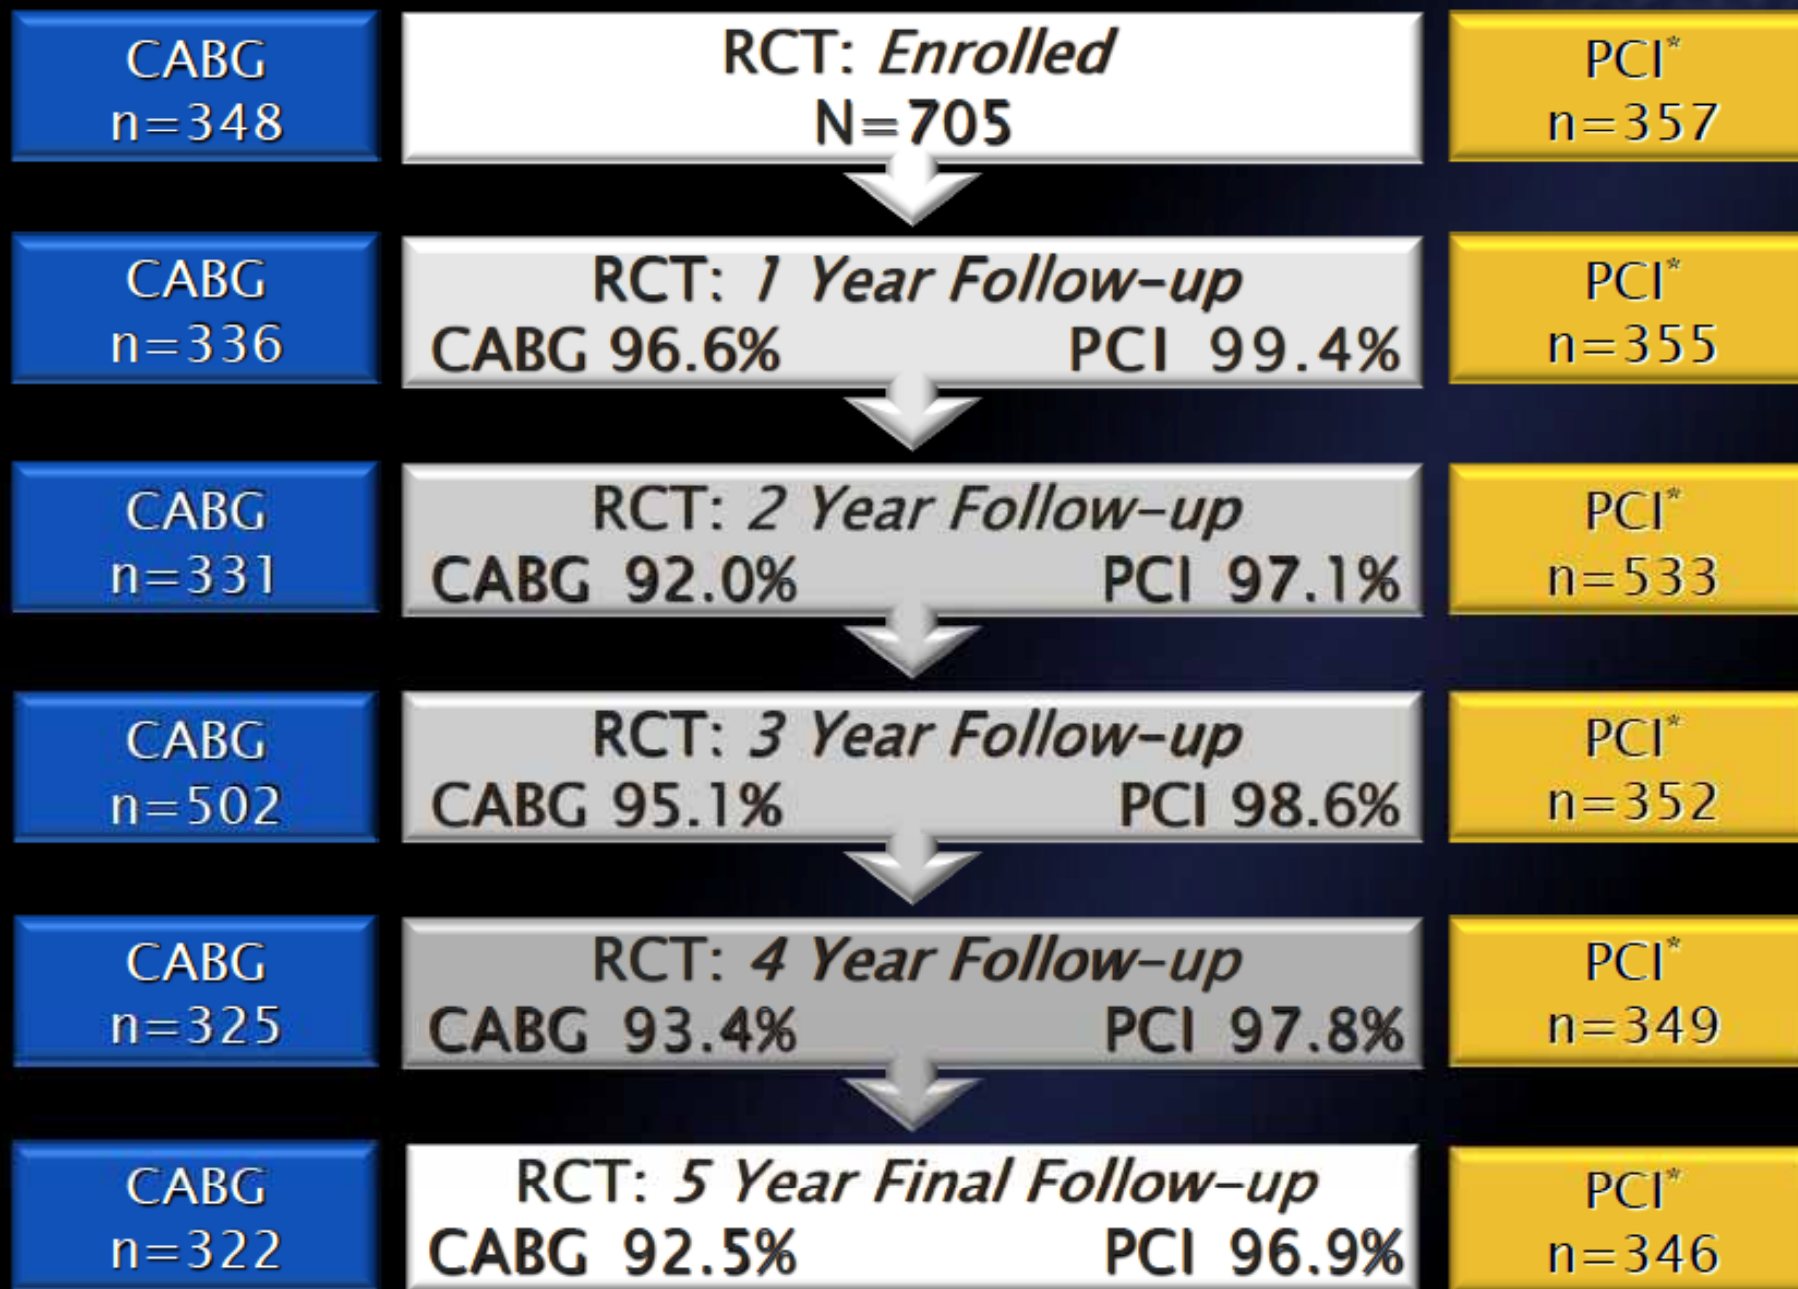 CABG
n=348
RCT: Enrolled
N=705
PCI*
n=357
CABG
n=336
RCT: 1 Year Follow-up
CABG 96.6% PCI 99.4%
PCI*
n=355
CABG
n=331
RCT: 2 Year Follow-up
CABG 92.0% PCI 97.1%
PCI*
n=533
CABG
n=502
RCT: 3 Year Follow-up
CABG 95.1% PCI 98.6%
PCI*
n=352
CABG
n=325
RCT: 4 Year Follow-up
CABG 93.4% PCI 97.8%
PCI*
n=349
CABG
n=322
RCT: 5 Year Final Follow-up
CABG 92.5% PCI 96.9%
PCI*
n=346